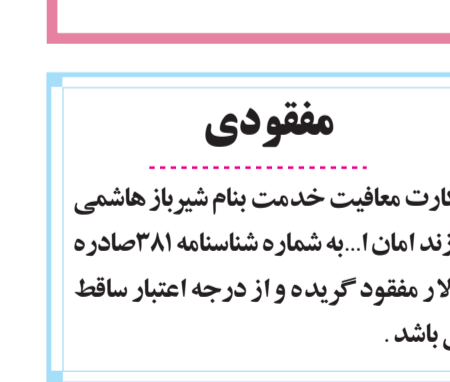 مفقودی
کارت معافیت خدمت بنام شیرباز هاشمی
زند امان ا...به شماره شناسنامه ۳۸۱صادره
لار مفقود گریده و از درجه اعتبار ساقط
باشد .